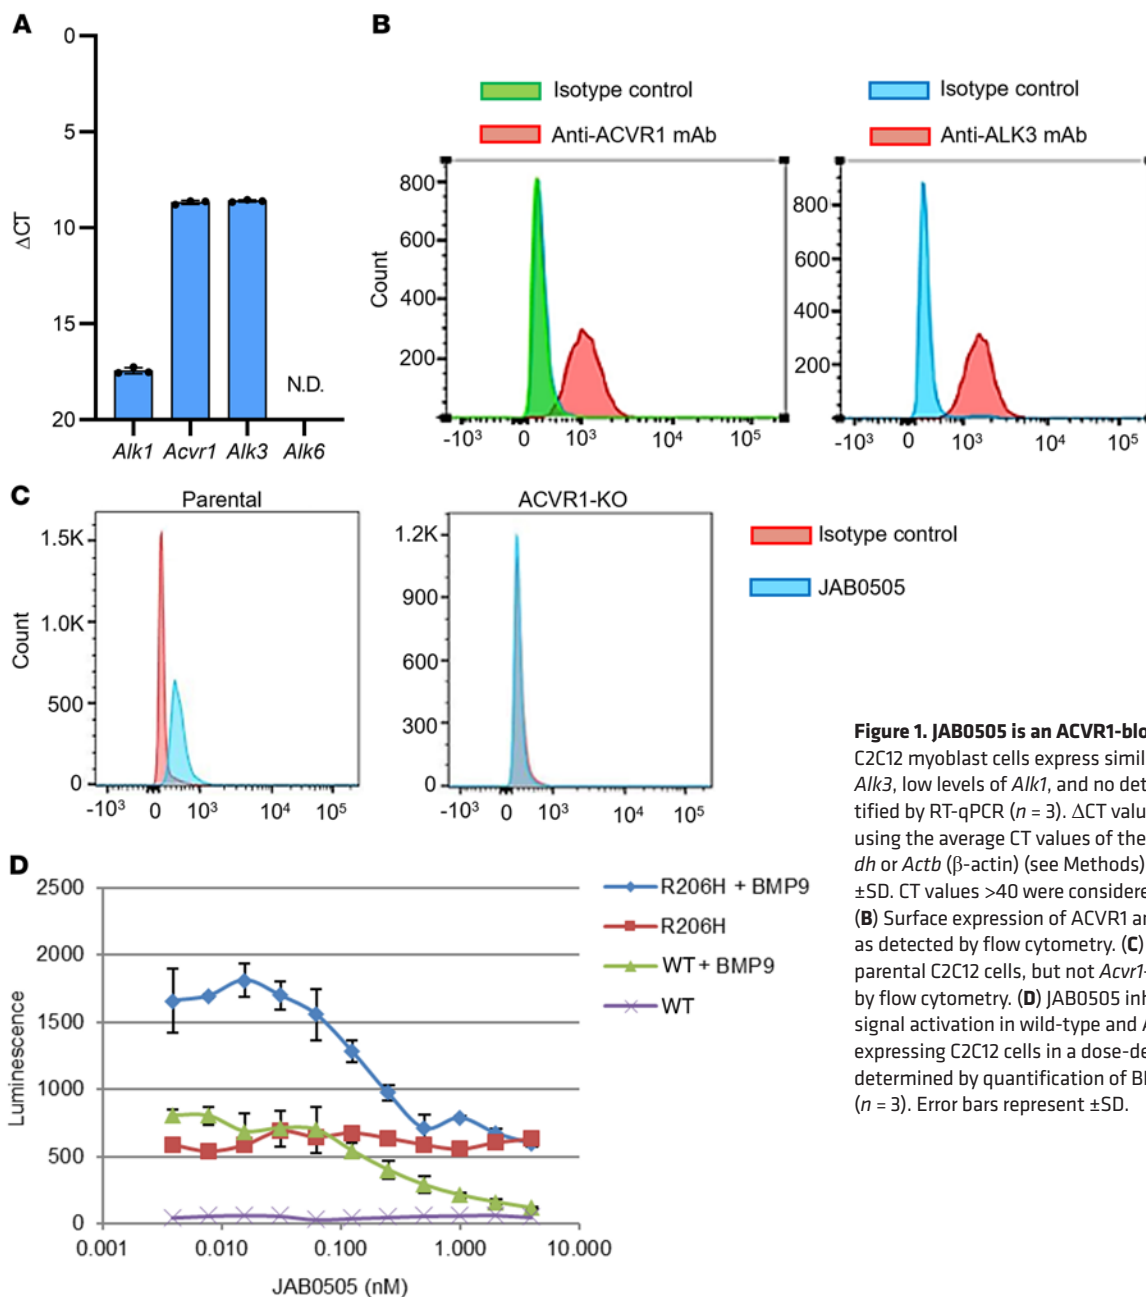 A
0
5
10
15
20
ΔCT
N.D.
Alk1 Acvr1 Alk3 Alk6
B
Isotype control
Anti-ACVR1 mAb
800
600
400
200
Count
-10³ 0 10³ 10⁴ 10⁵
Isotype control
Anti-ALK3 mAb
800
600
400
200
-10³ 0 10³ 10⁴ 10⁵
C
Parental
1.5K
1.0K
500
0
Count
-10³ 0 10³ 10⁴ 10⁵
ACVR1-KO
1.2K
900
600
300
0
-10³ 0 10³ 10⁴ 10⁵
Isotype control
JAB0505
D
2500
2000
1500
1000
500
0
Luminescence
0.001 0.010 0.100 1.000 10.000
JAB0505 (nM)
R206H + BMP9
R206H
WT + BMP9
WT
Figure 1. JAB0505 is an ACVR1-blo
C2C12 myoblast cells express simil
Alk3, low levels of Alk1, and no det
tified by RT-qPCR (n = 3). ΔCT valu
using the average CT values of the
dh or Actb (β-actin) (see Methods)
±SD. CT values >40 were considere
(B) Surface expression of ACVR1 an
as detected by flow cytometry. (C)
parental C2C12 cells, but not Acvr1-
by flow cytometry. (D) JAB0505 inh
signal activation in wild-type and A
expressing C2C12 cells in a dose-de
determined by quantification of BI
(n = 3). Error bars represent ±SD.